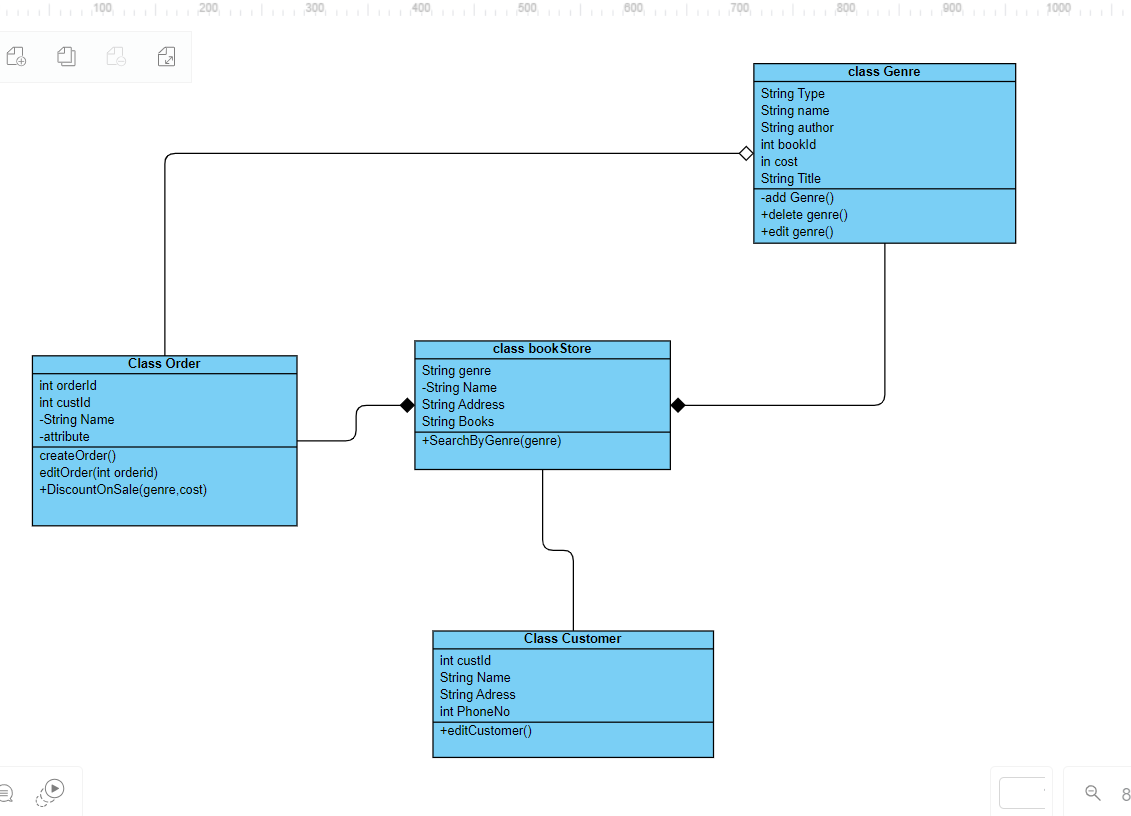 100 200 300 400 500 600 700 800 900 1000
class Genre
String Type
String name
String author
int bookId
in cost
String Title
-add Genre()
+delete genre()
+edit genre()
class bookStore
String genre
-String Name
String Address
String Books
+SearchByGenre(genre)
Class Order
int orderId
int custId
-String Name
-attribute
createOrder()
editOrder(int orderid)
+DiscountOnSale(genre,cost)
Class Customer
int custId
String Name
String Adress
int PhoneNo
+editCustomer()
8